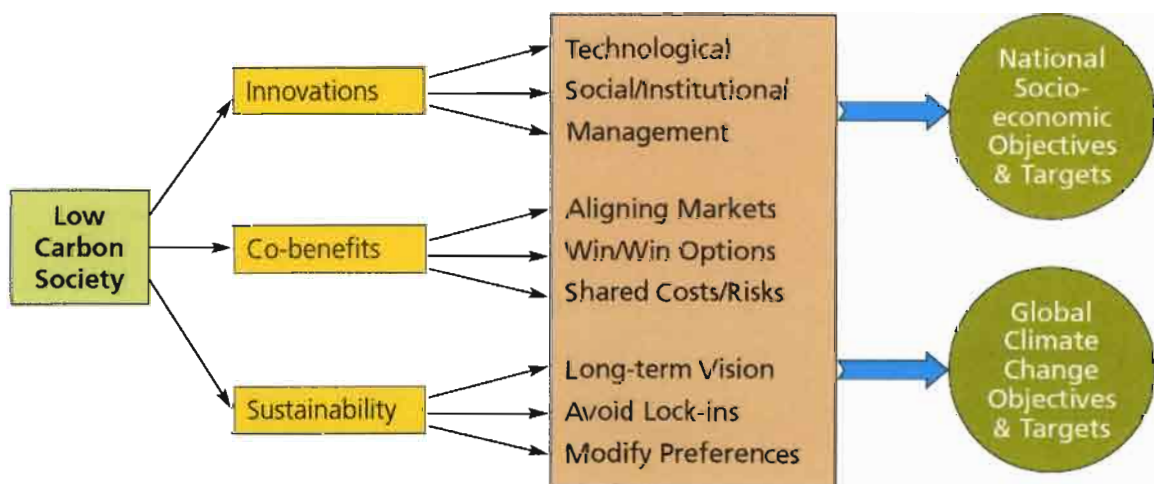 Low
Carbon
Society
Innovations
Co-benefits
Sustainability
Technological
Social/Institutional
Management
Aligning Markets
Win/Win Options
Shared Costs/Risks
Long-term Vision
Avoid Lock-ins
Modify Preferences
National
Socio-
economic
Objectives
& Targets
Global
Climate
Change
Objectives
& Targets